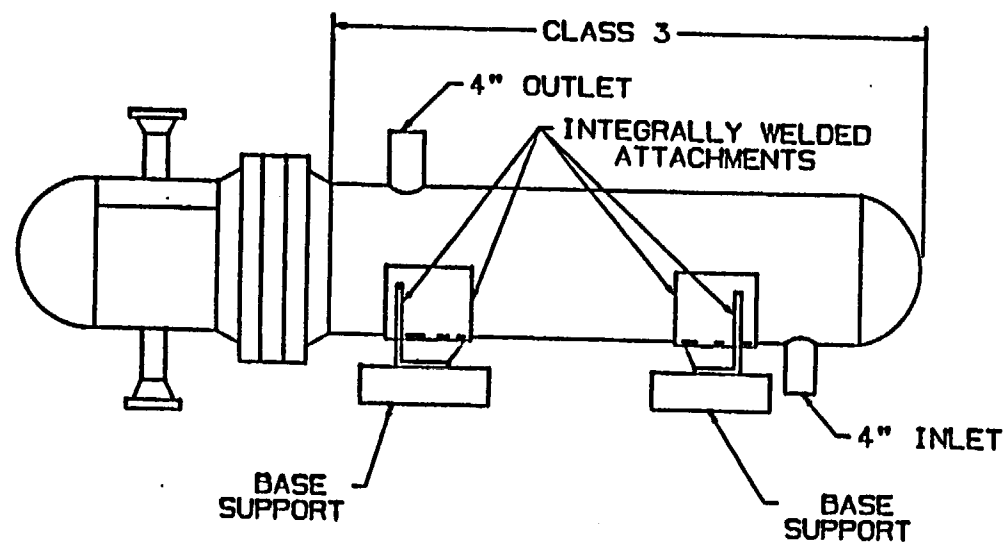 CLASS 3
4" OUTLET
INTEGRALLY WELDED
ATTACHMENTS
4" INLET
BASE
SUPPORT
BASE
SUPPORT